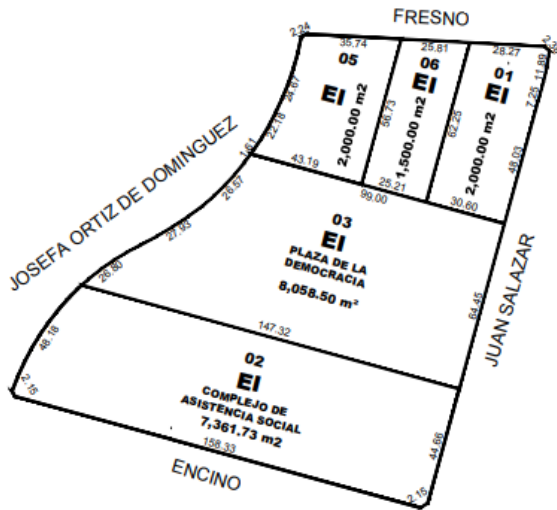 FRESNO
2.24
35.74
25.81
28.27
05
06
01
11.89
7.25
EI
EI
EI
24.67
22.18
2,000.00 m2
56.73
1,500.00 m2
62.25
2,000.00 m2
48.03
1.61
43.19
25.21
99.00
30.60
JOSEFA ORTIZ DE DOMINGUEZ
26.57
27.93
26.80
03
EI
PLAZA DE LA
DEMOCRACIA
8,058.50 m²
64.45
JUAN SALAZAR
147.32
48.18
2.15
02
EI
COMPLEJO DE
ASISTENCIA SOCIAL
7,361.73 m2
44.66
158.33
2.15
ENCINO